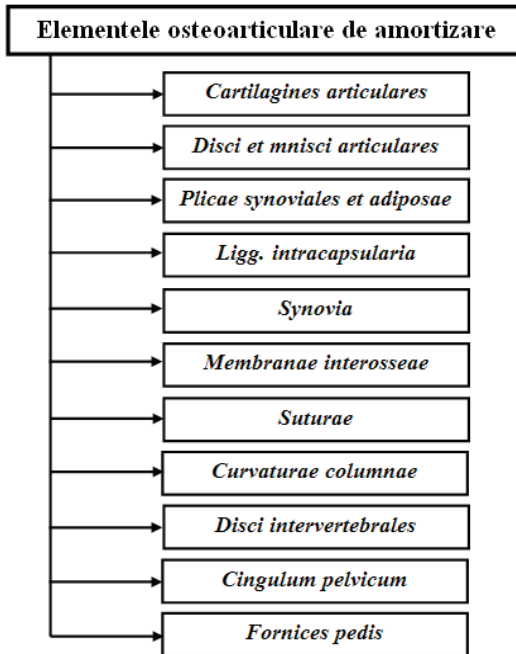 Elementele osteoarticulare de amortizare
Cartilagines articulares
Disci et mnisci articulares
Plicae synoviales et adiposae
Ligg. intracapsularia
Synovia
Membranae interosseae
Suturae
Curvaturae columnae
Disci intervertebrales
Cingulum pelvicum
Fornices pedis